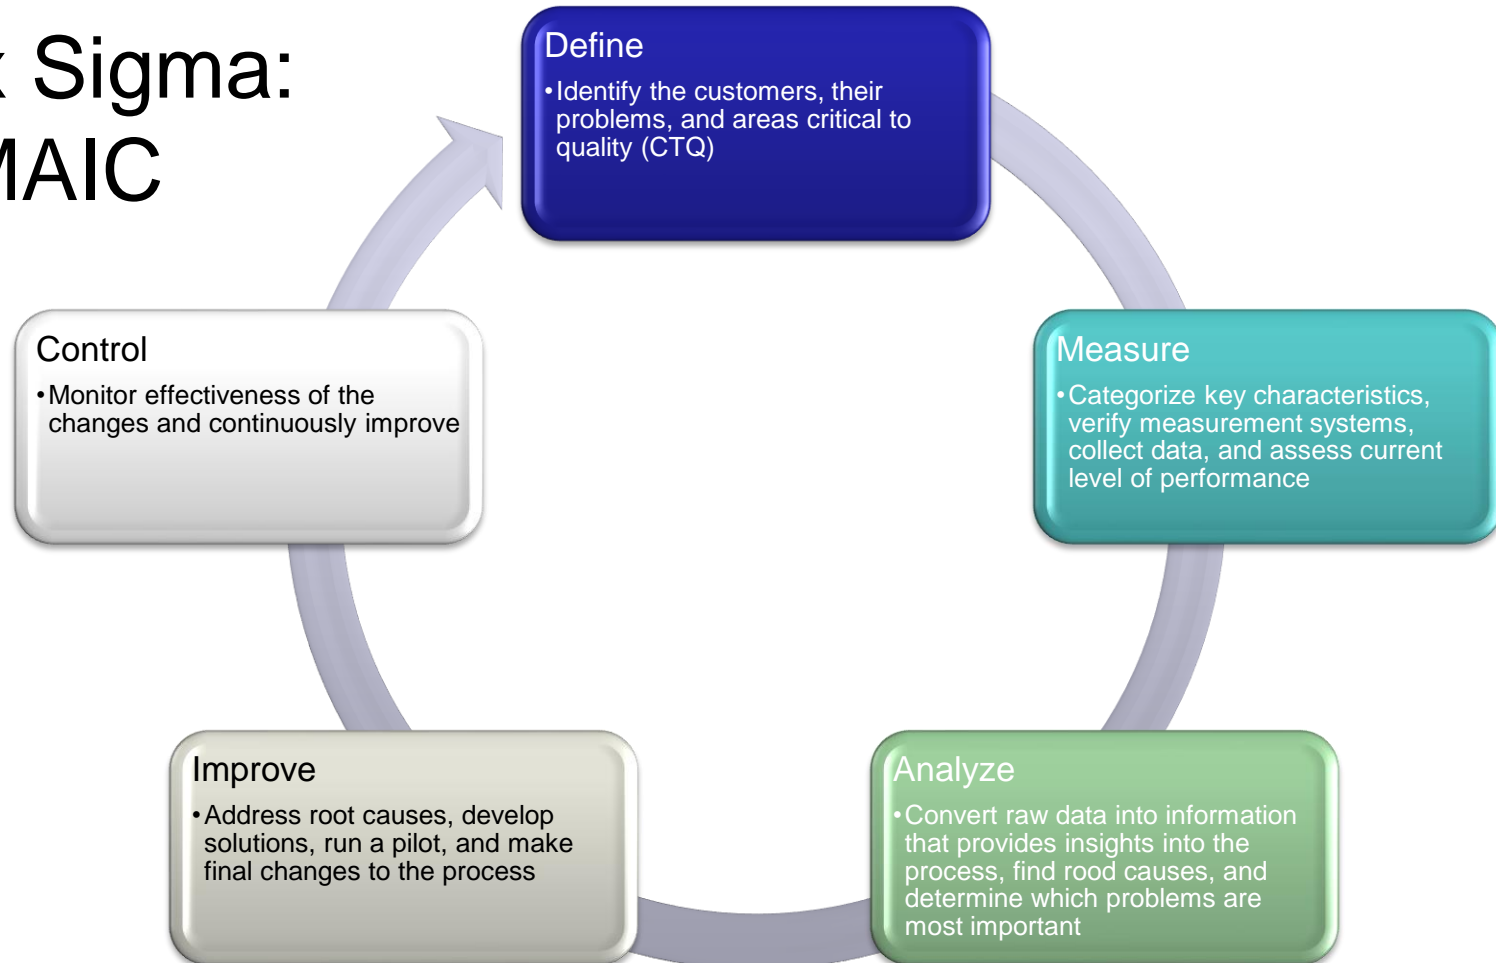 x Sigma:
MAIC
Define
•Identify the customers, their
problems, and areas critical to
quality (CTQ)
Measure
•Categorize key characteristics,
verify measurement systems,
collect data, and assess current
level of performance
Analyze
•Convert raw data into information
that provides insights into the
process, find rood causes, and
determine which problems are
most important
Improve
•Address root causes, develop
solutions, run a pilot, and make
final changes to the process
Control
•Monitor effectiveness of the
changes and continuously improve